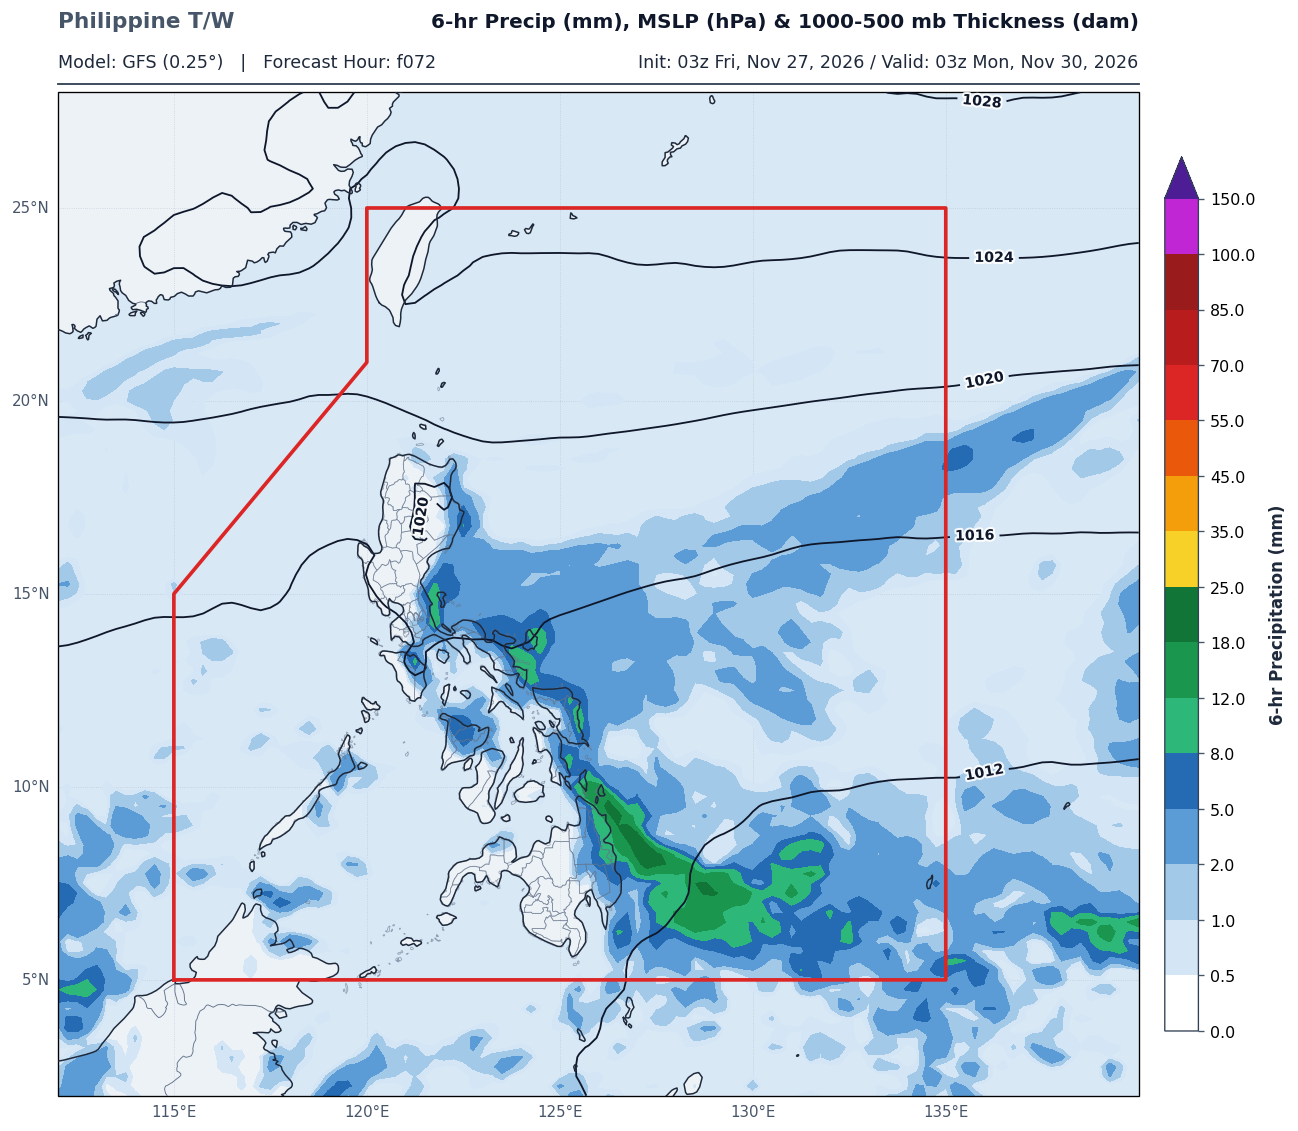 Philippine T/W
6-hr Precip (mm), MSLP (hPa) & 1000-500 mb Thickness (dam)
Model: GFS (0.25°) | Forecast Hour: f072
Init: 03z Fri, Nov 27, 2026 / Valid: 03z Mon, Nov 30, 2026
1028
1024
1020
1020
1016
1012
25°N
20°N
15°N
10°N
5°N
115°E
120°E
125°E
130°E
135°E
150.0
100.0
85.0
70.0
55.0
45.0
35.0
25.0
18.0
12.0
8.0
5.0
2.0
1.0
0.5
0.0
6-hr Precipitation (mm)